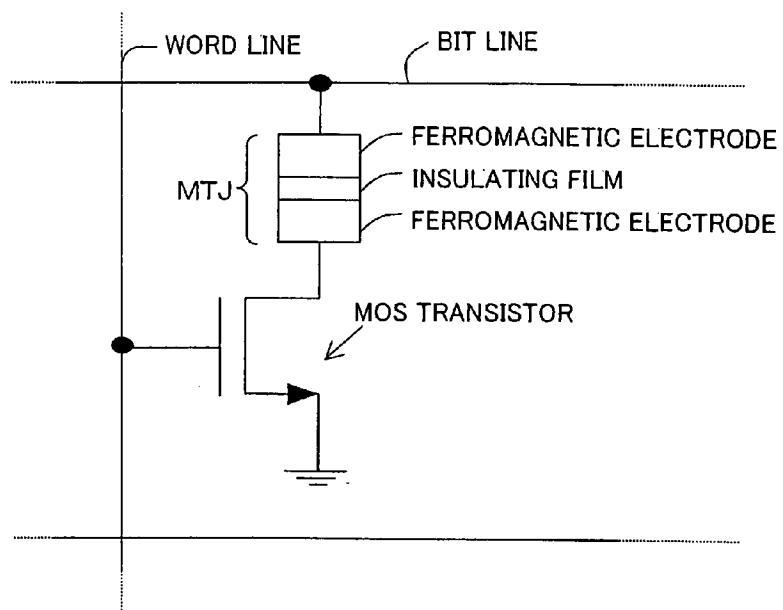 WORD LINE
BIT LINE
FERROMAGNETIC ELECTRODE
MTJ
INSULATING FILM
FERROMAGNETIC ELECTRODE
MOS TRANSISTOR